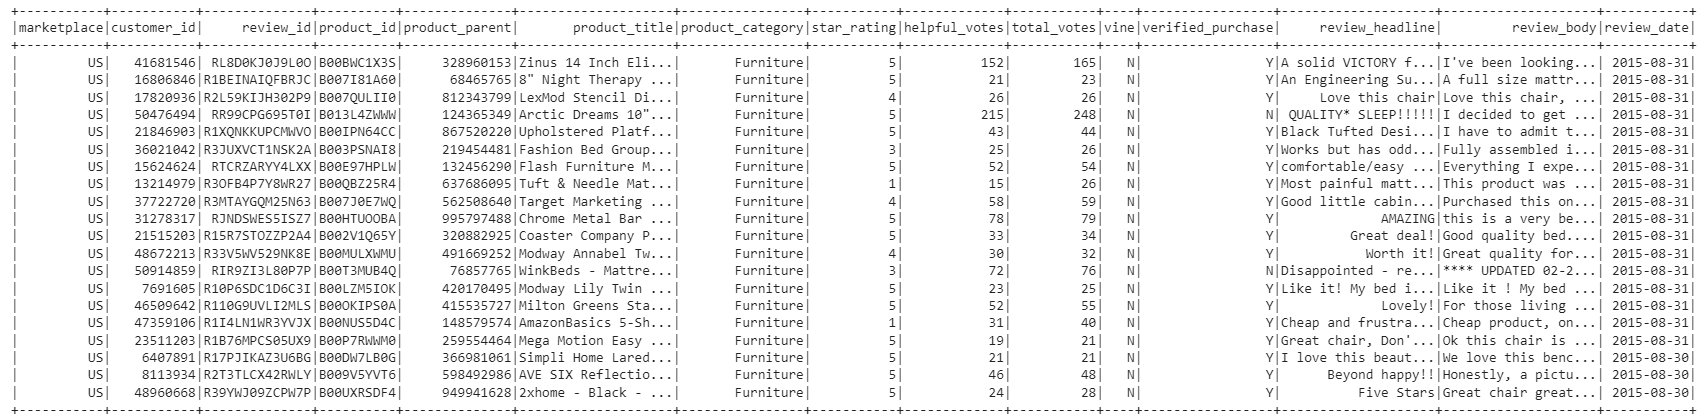 |marketplace|customer_id| review_id|product_id|product_parent| product_title|product_category|star_rating|helpful_votes|total_votes|vine|verified_purchase| review_headline| review_body|review_date|
| US| 41681546| RL8D0KJ0J9L0O|B00BWC1X3S| 328960153|Zinus 14 Inch Eli...| Furniture| 5| 152| 165| N| Y|A solid VICTORY f...|I've been looking...| 2015-08-31|
| US| 16806846|R1BEINAIQFBRJC|B007I81A60| 68465765|8" Night Therapy ...| Furniture| 5| 21| 23| N| Y|An Engineering Su...|A full size mattr...| 2015-08-31|
| US| 17820936|R2L59KIJH302P9|B007QULII0| 812343799|LexMod Stencil Di...| Furniture| 4| 26| 26| N| Y| Love this chair|Love this chair, ...| 2015-08-31|
| US| 50476494| RR99CPG695T0I|B013L4ZWWW| 124365349|Arctic Dreams 10"...| Furniture| 5| 215| 248| N| N| QUALITY* SLEEP!!!!!|I decided to get ...| 2015-08-31|
| US| 21846903|R1XQNKKUPCMWVO|B00IPN64CC| 867520220|Upholstered Platf...| Furniture| 5| 43| 44| N| Y|Black Tufted Desi...|I have to admit t...| 2015-08-31|
| US| 36021042|R3JUXVCT1NSK2A|B003PSNAI8| 219454481|Fashion Bed Group...| Furniture| 3| 25| 26| N| Y|Works but has odd...|Fully assembled i...| 2015-08-31|
| US| 15624624| RTCRZARYY4LXX|B00E97HPLW| 132456290|Flash Furniture M...| Furniture| 5| 52| 54| N| Y|comfortable/easy ...|Everything I expe...| 2015-08-31|
| US| 13214979|R3OFB4P7Y8WR27|B00QBZ25R4| 637686095|Tuft & Needle Mat...| Furniture| 1| 15| 26| N| Y|Most painful matt...|This product was ...| 2015-08-31|
| US| 37722720|R3MTAYGQM25N63|B007J0E7WQ| 562508640|Target Marketing ...| Furniture| 4| 58| 59| N| Y|Good little cabin...|Purchased this on...| 2015-08-31|
| US| 31278317| RJNDSWES5ISZ7|B00HTUOOBA| 995797488|Chrome Metal Bar ...| Furniture| 5| 78| 79| N| Y| AMAZING|this is a very be...| 2015-08-31|
| US| 21515203|R15R7STOZZP2A4|B002V1Q65Y| 320882925|Coaster Company P...| Furniture| 5| 33| 34| N| Y| Great deal!|Good quality bed....| 2015-08-31|
| US| 48672213|R33V5WV529NK8E|B00MULXWMU| 491669252|Modway Annabel Tw...| Furniture| 4| 30| 32| N| Y| Worth it!|Great quality for...| 2015-08-31|
| US| 50914859| RIR9ZI3L80P7P|B00T3MUB4Q| 76857765|WinkBeds - Mattre...| Furniture| 3| 72| 76| N| N|Disappointed - re...|**** UPDATED 02-2...| 2015-08-31|
| US| 7691605|R10P6SDC1D6C3I|B00LZM5IOK| 420170495|Modway Lily Twin ...| Furniture| 5| 23| 25| N| Y|Like it! My bed i...|Like it ! My bed ...| 2015-08-31|
| US| 46509642|R110G9UVLI2MLS|B00OKIPS0A| 415535727|Milton Greens Sta...| Furniture| 5| 52| 55| N| Y| Lovely!|For those living ...| 2015-08-31|
| US| 47359106|R1I4LN1WR3YVJX|B00NUS5D4C| 148579574|AmazonBasics 5-Sh...| Furniture| 1| 31| 40| N| Y|Cheap and frustra...|Cheap product, on...| 2015-08-31|
| US| 23511203|R1B76MPCS05UX9|B00P7RWWM0| 259554464|Mega Motion Easy ...| Furniture| 5| 19| 21| N| Y|Great chair, Don'...|Ok this chair is ...| 2015-08-31|
| US| 6407891|R17PJIKAZ3U6BG|B00DW7LB0G| 366981061|Simpli Home Lared...| Furniture| 5| 21| 21| N| Y|I love this beaut...|We love this benc...| 2015-08-30|
| US| 8113934|R2T3TLCX42RWLY|B009V5YVT6| 598492986|AVE SIX Reflectio...| Furniture| 5| 46| 48| N| Y| Beyond happy!!|Honestly, a pictu...| 2015-08-30|
| US| 48960668|R39YWJ09ZCPW7P|B00UXRSDF4| 949941628|2xhome - Black - ...| Furniture| 5| 24| 28| N| Y| Five Stars|Great chair great...| 2015-08-30|